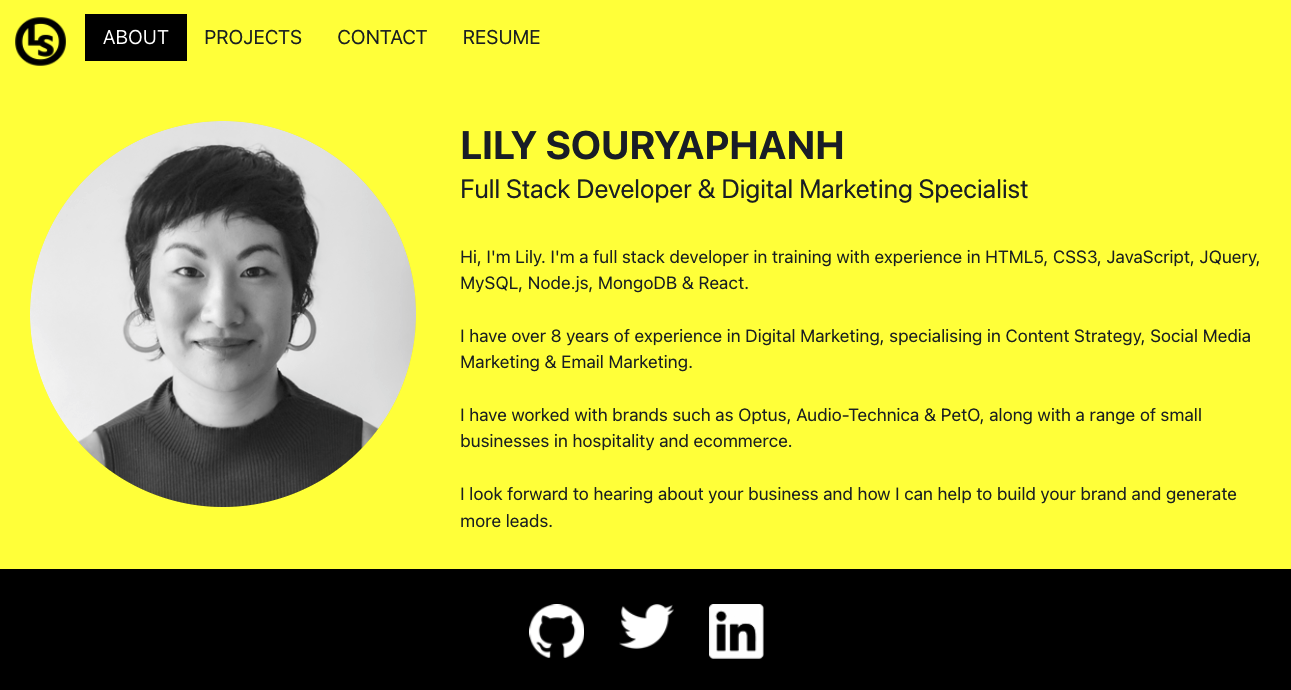 LS
ABOUT
PROJECTS
CONTACT
RESUME
LILY SOURYAPHANH
Full Stack Developer & Digital Marketing Specialist
Hi, I'm Lily. I'm a full stack developer in training with experience in HTML5, CSS3, JavaScript, JQuery,
MySQL, Node.js, MongoDB & React.
I have over 8 years of experience in Digital Marketing, specialising in Content Strategy, Social Media
Marketing & Email Marketing.
I have worked with brands such as Optus, Audio-Technica & PetO, along with a range of small
businesses in hospitality and ecommerce.
I look forward to hearing about your business and how I can help to build your brand and generate
more leads.
in